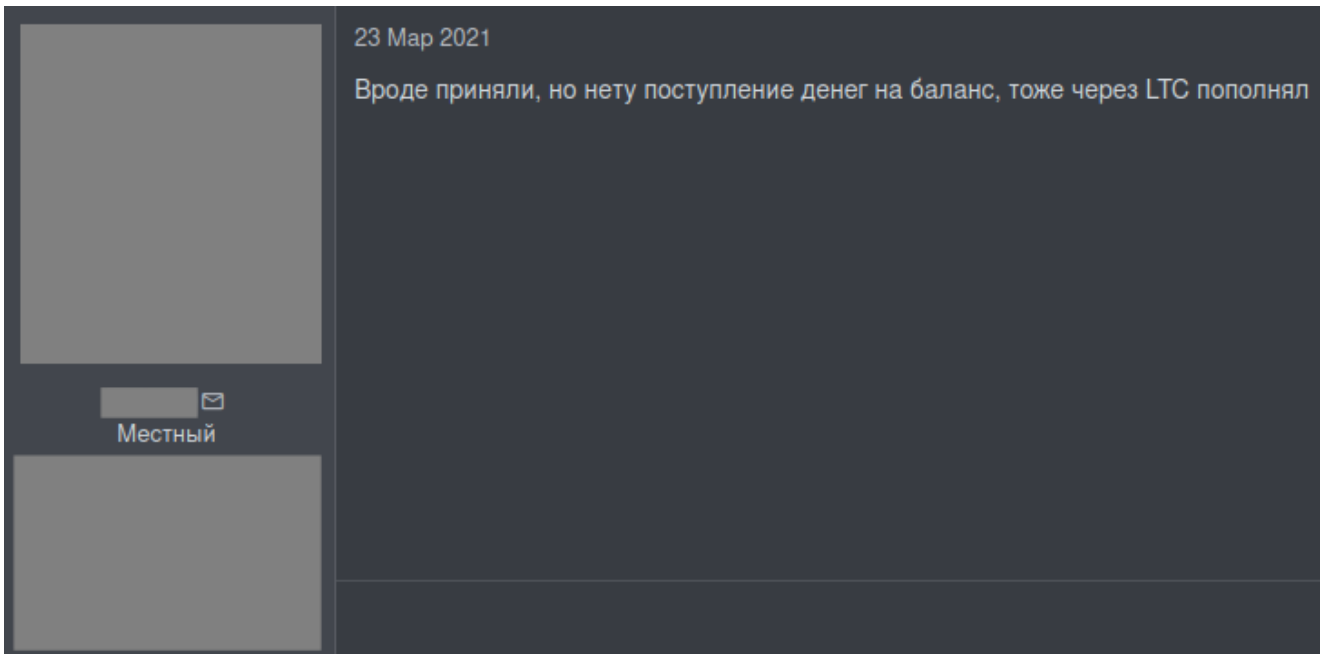 23 Мар 2021
Вроде приняли, но нету поступление денег на баланс, тоже через LTC пополнял
Местный